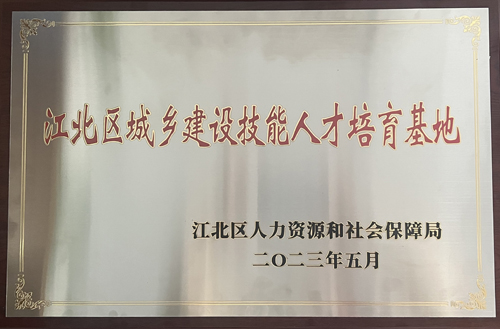 江北区城乡建设技能人才培育基地
江北区人力资源和社会保障局
二〇二三年五月